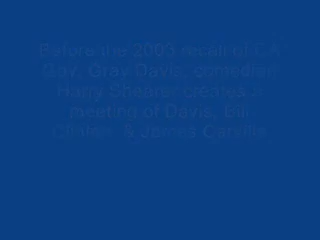 Before the 2003 recall of CA
Gov. Gray Davis, comedian
Harry Shearer creates a
meeting of Davis, Bill
Clinton, & James Carville